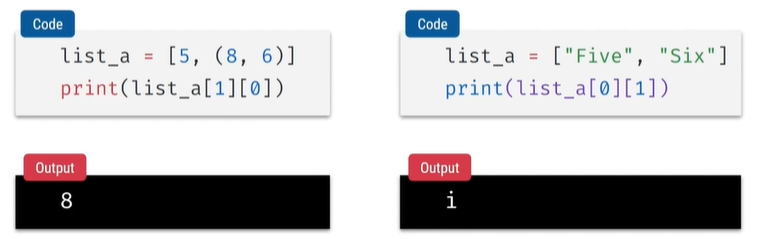 Code
list_a = [5, (8, 6)]
print(list_a[1][0])
Output
8
Code
list_a = ["Five", "Six"]
print(list_a[0][1])
Output
i